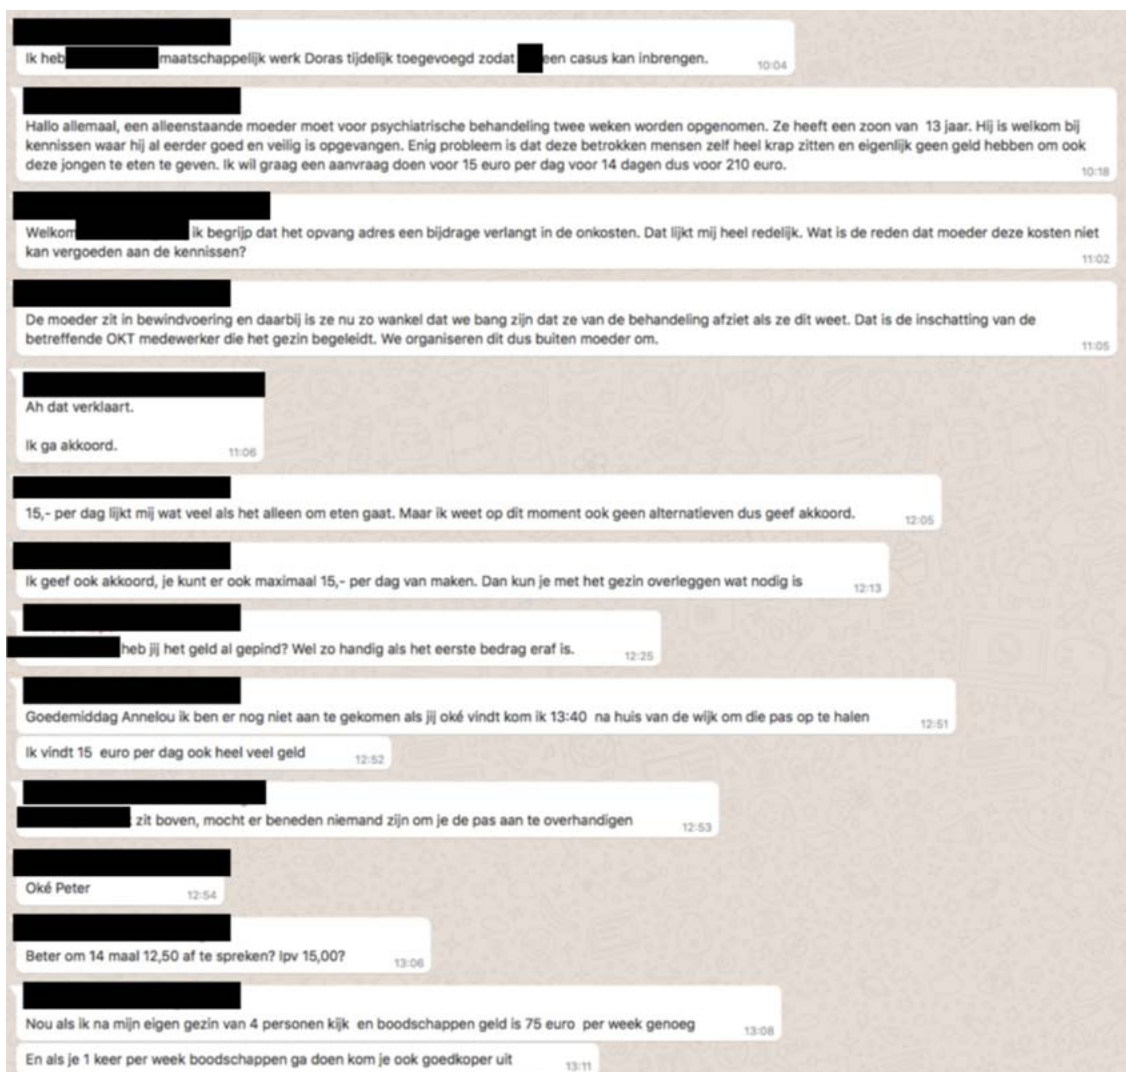 Ik heb maatschappelijk werk Doras tijdelijk toegevoegd zodat een casus kan inbrengen.
10:04
Hallo allemaal, een alleenstaande moeder moet voor psychiatrische behandeling twee weken worden opgenomen. Ze heeft een zoon van 13 jaar. Hij is welkom bij
kennissen waar hij al eerder goed en veilig is opgevangen. Enig probleem is dat deze betrokken mensen zelf heel krap zitten en eigenlijk geen geld hebben om ook
deze jongen te eten te geven. Ik wil graag een aanvraag doen voor 15 euro per dag voor 14 dagen dus voor 210 euro.
10:18
Welkom ik begrijp dat het opvang adres een bijdrage verlangt in de onkosten. Dat lijkt mij heel redelijk. Wat is de reden dat moeder deze kosten niet
kan vergoeden aan de kennissen?
11:02
De moeder zit in bewindvoering en daarbij is ze nu zo wankel dat we bang zijn dat ze van de behandeling afziet als ze dit weet. Dat is de inschatting van de
betreffende OKT medewerker die het gezin begeleidt. We organiseren dit dus buiten moeder om.
11:05
Ah dat verklaart.
Ik ga akkoord.
11:06
15,- per dag lijkt mij wat veel als het alleen om eten gaat. Maar ik weet op dit moment ook geen alternatieven dus geef akkoord.
12:05
Ik geef ook akkoord, je kunt er ook maximaal 15,- per dag van maken. Dan kun je met het gezin overleggen wat nodig is
12:13
heb jij het geld al gepind? Wel zo handig als het eerste bedrag eraf is.
12:25
Goedemiddag Annelou ik ben er nog niet aan te gekomen als jij oké vindt kom ik 13:40 na huis van de wijk om die pas op te halen
12:51
Ik vindt 15 euro per dag ook heel veel geld
12:52
zit boven, mocht er beneden niemand zijn om je de pas aan te overhandigen
12:53
Oké Peter
12:54
Beter om 14 maal 12,50 af te spreken? Ipv 15,00?
13:06
Nou als ik na mijn eigen gezin van 4 personen kijk en boodschappen geld is 75 euro per week genoeg
13:08
En als je 1 keer per week boodschappen ga doen kom je ook goedkoper uit
13:11